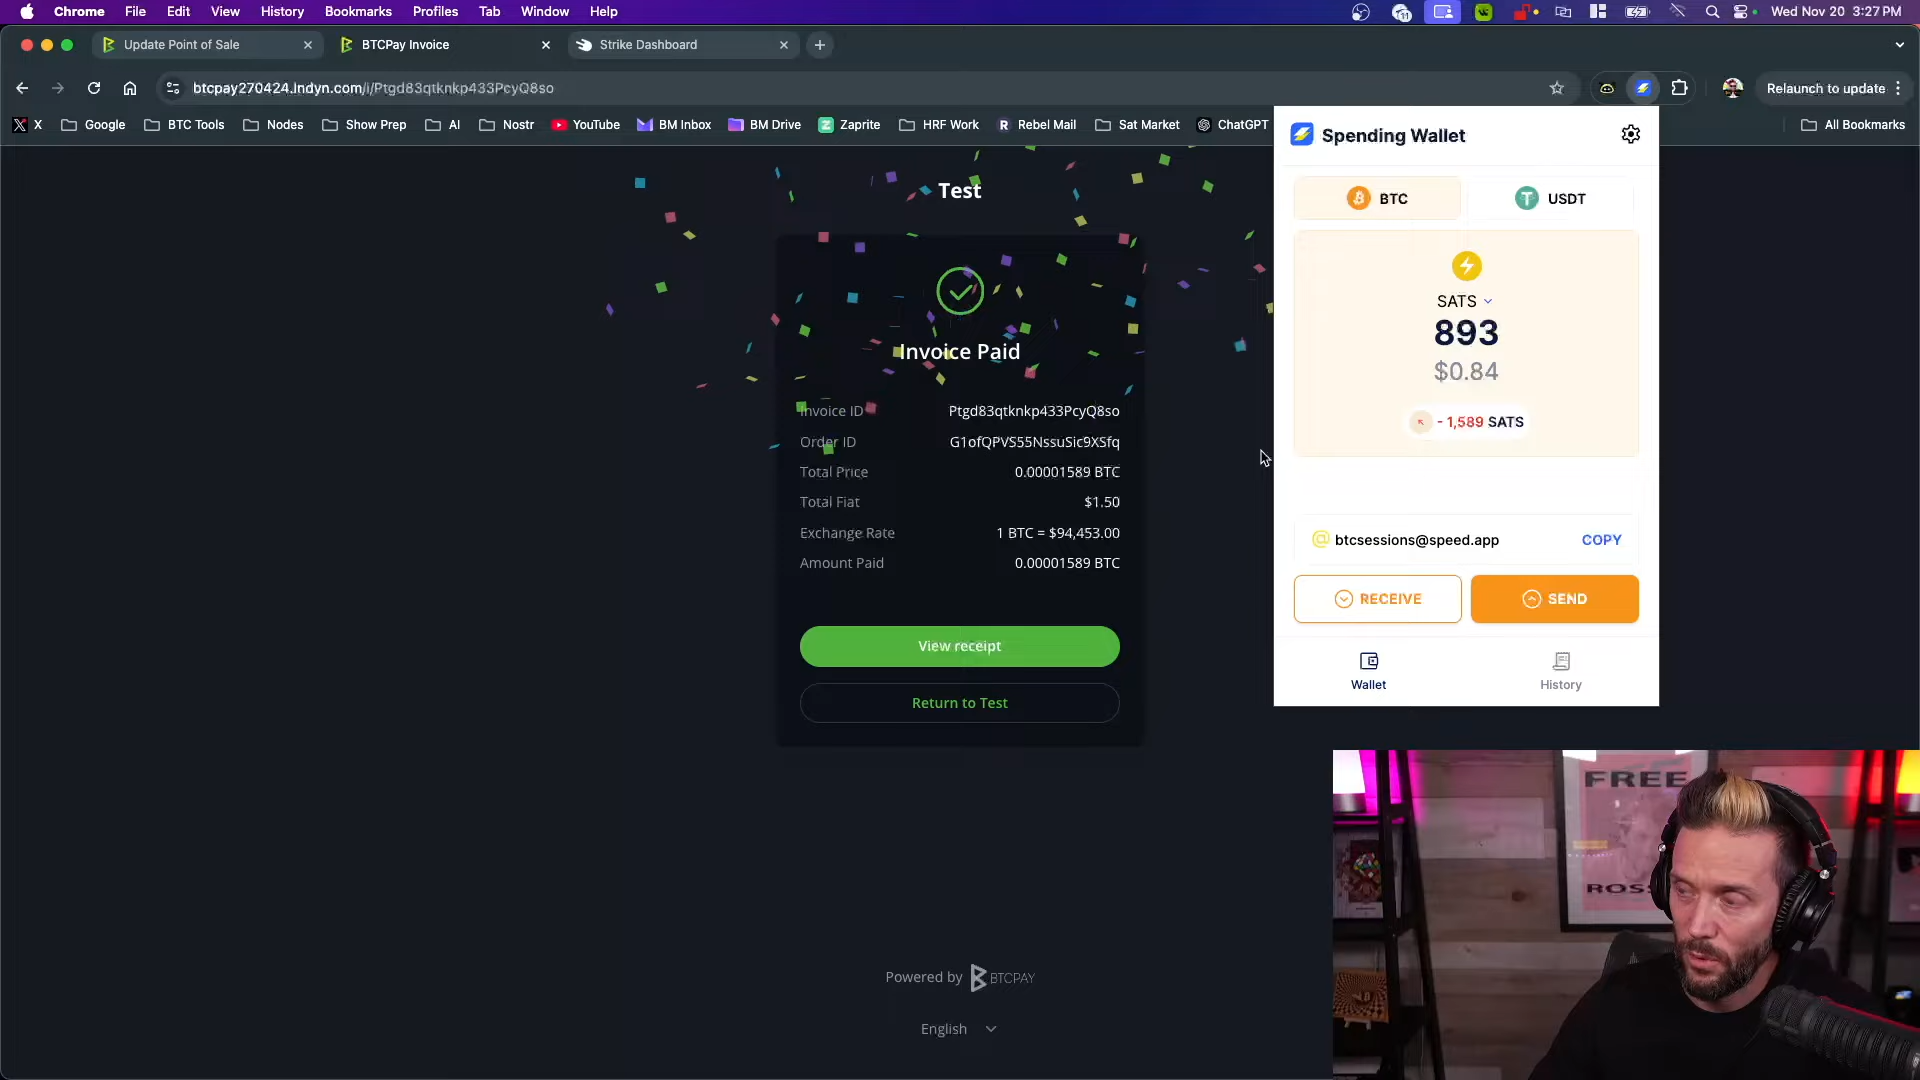 Chrome File Edit View History Bookmarks Profiles Tab Window Help
11
Wed Nov 20 3:27 PM
Update Point of Sale
BTCPay Invoice
Strike Dashboard
btcpay270424.lndyn.com/i/Ptgd83qtknkp433PcyQ8so
Relaunch to update
X Google BTC Tools Nodes Show Prep AI Nostr YouTube BM Inbox BM Drive Zaprite HRF Work Rebel Mail Sat Market ChatGPT All Bookmarks
Test
Invoice Paid
Invoice ID Ptgd83qtknkp433PcyQ8so
Order ID G1ofQPVS55NssuSic9XSfq
Total Price 0.00001589 BTC
Total Fiat $1.50
Exchange Rate 1 BTC = $94,453.00
Amount Paid 0.00001589 BTC
View receipt
Return to Test
Powered by BTCPAY
English
Spending Wallet
BTC USDT
SATS
893
$0.84
- 1,589 SATS
btcsessions@speed.app COPY
RECEIVE SEND
Wallet History
FREE
ROSS